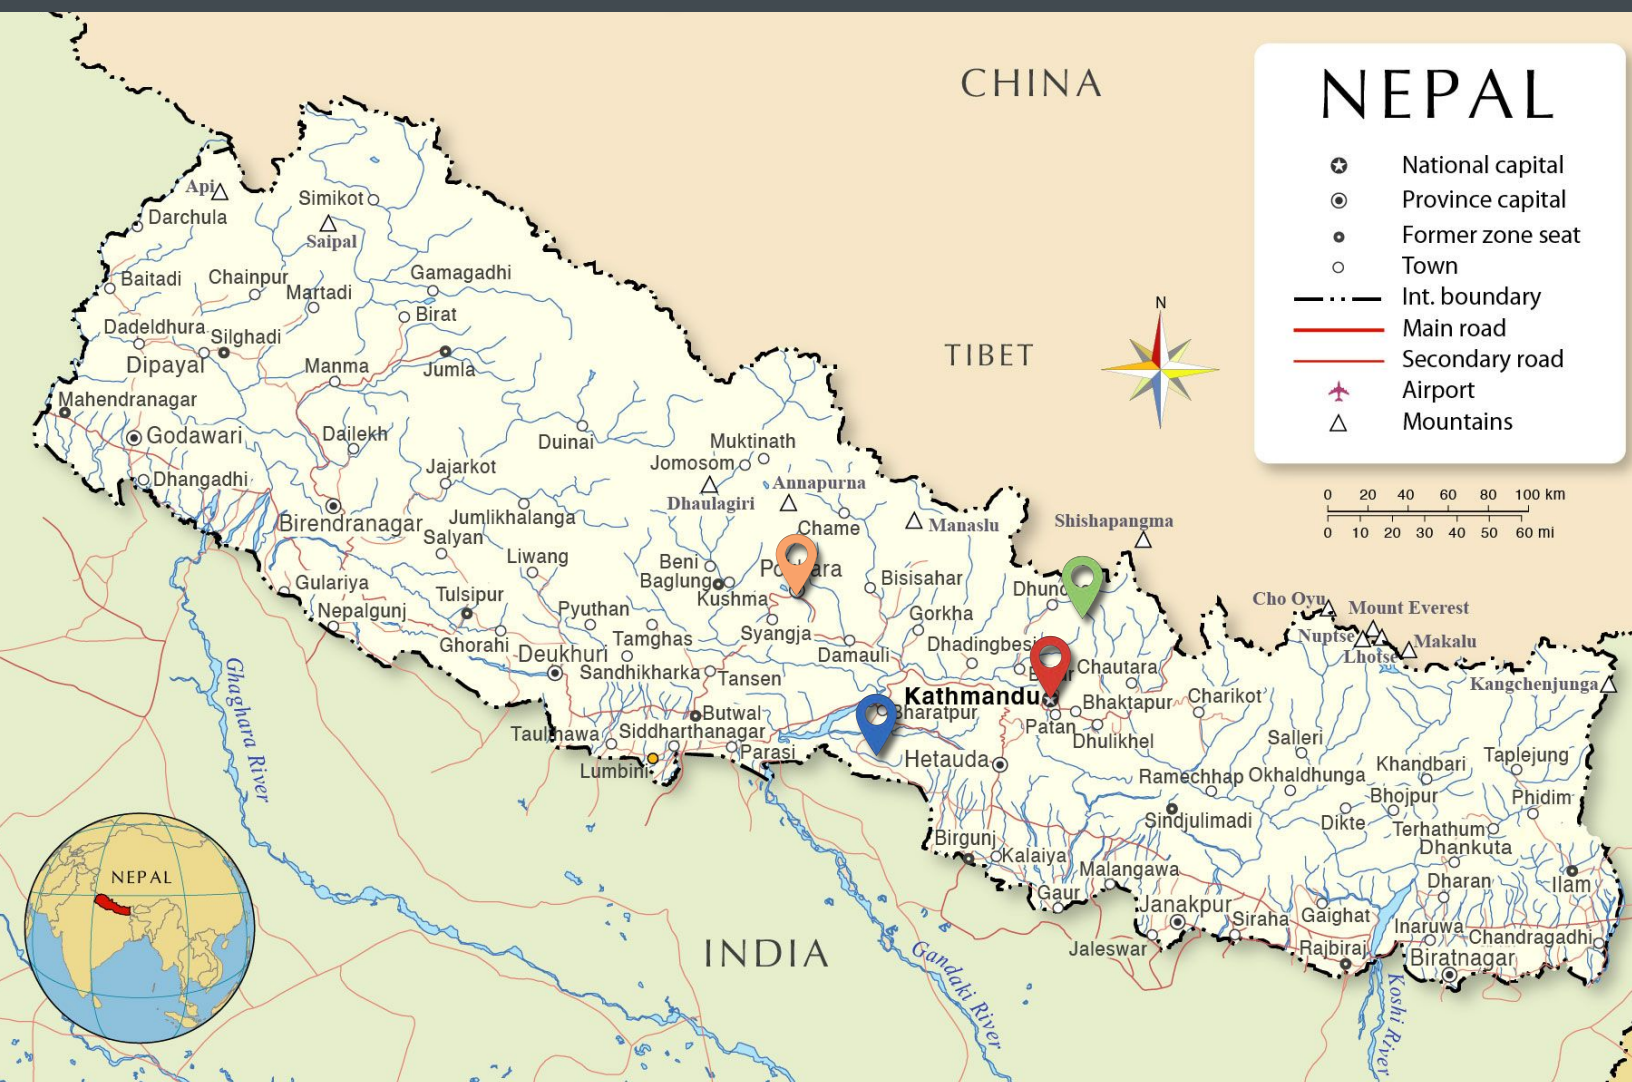 CHINA
NEPAL
National capital
Province capital
Former zone seat
Town
Int. boundary
Main road
Secondary road
Airport
Mountains
0 20 40 60 80 100 km
0 10 20 30 40 50 60 mi
N
TIBET
Api
Simikot
Darchula
Saipal
Baitadi
Chainpur
Gamagadhi
Martadi
Birat
Dadeldhura
Silghadi
Dipayal
Manma
Jumla
Mahendranagar
Godawari
Dailekh
Duinai
Muktinath
Jomosom
Jajarkot
Dhangadhi
Annapurna
Dhaulagiri
Birendranagar
Jumlikhalanga
Chame
Manaslu
Shishapangma
Salyan
Liwang
Beni
Baglung
Kushma
Bisisahar
Gulariya
Tulsipur
Nepalgunj
Pyuthan
Gorkha
Cho Oyu
Mount Everest
Nuptse
Lhotse
Makalu
Kangchenjunga
Ghorahi
Tamghas
Syangja
Damauli
Dhadingbesi
Deukhuri
Sandhikharka
Tansen
Chautara
Kathmandu
Bhaktapur
Charikot
Patan
Dhulikhel
Bharatpur
Butwal
Siddharthanagar
Parasi
Lumbini
Hetauda
Salleri
Ramechhap
Okhaldhunga
Khandbari
Taplejung
Bhojpur
Phidim
Sindjulimadi
Dikte
Terhathum
Dhankuta
Birgunj
Kalaiya
Malangawa
Gaur
Janakpur
Siraha
Gaighat
Dharan
Ilam
Inaruwa
Chandragadhi
Jaleswar
Rajbiraj
Biratnagar
Ghaghara River
Gandaki River
Koshi River
INDIA
NEPAL